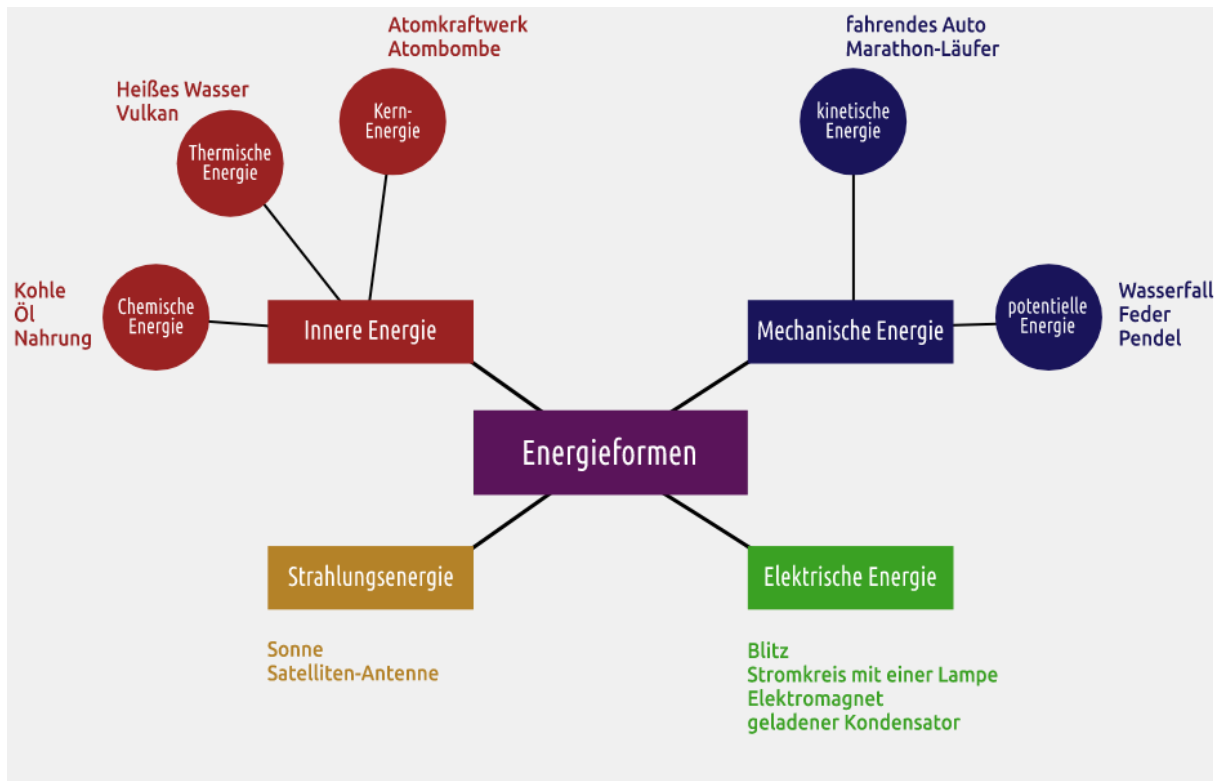 Atomkraftwerk
Atombombe
fahrendes Auto
Marathon-Läufer
Heißes Wasser
Vulkan
Kern-
Energie
kinetische
Energie
Thermische
Energie
Kohle
Öl
Nahrung
Chemische
Energie
Innere Energie
Mechanische Energie
potentielle
Energie
Wasserfall
Feder
Pendel
Energieformen
Strahlungsenergie
Elektrische Energie
Sonne
Satelliten-Antenne
Blitz
Stromkreis mit einer Lampe
Elektromagnet
geladener Kondensator